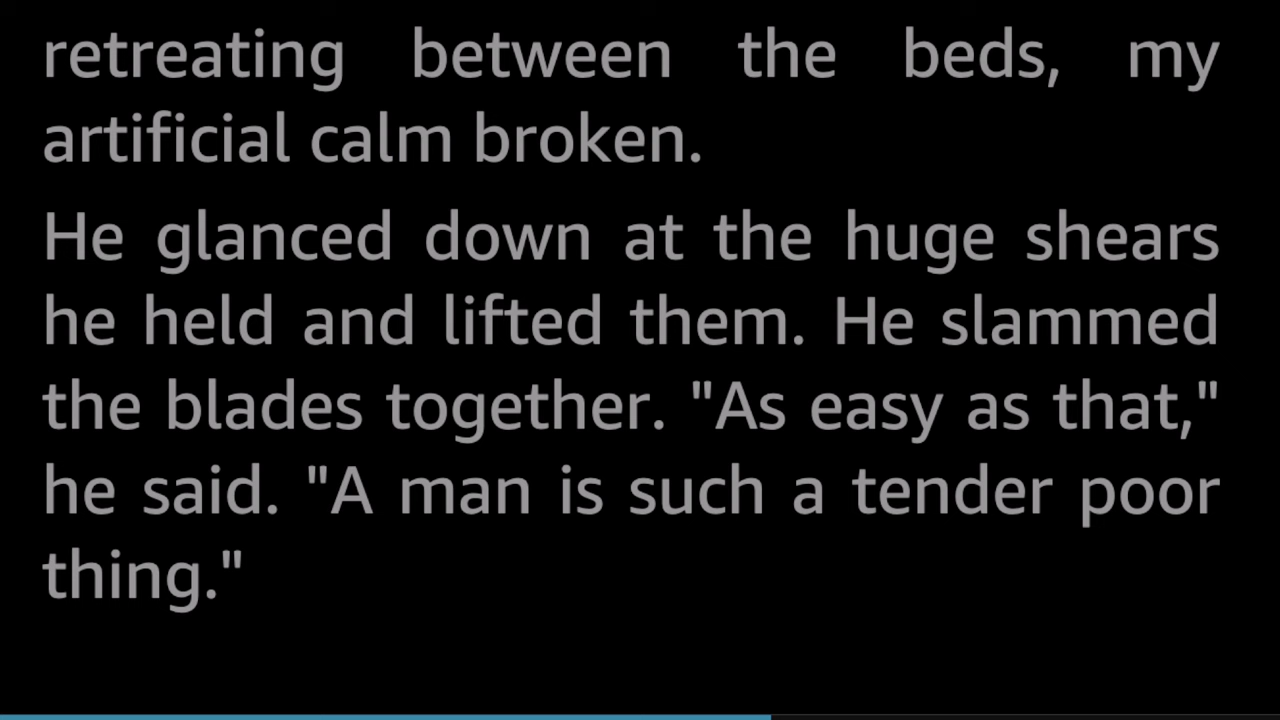 retreating between the beds, my
artificial calm broken.
He glanced down at the huge shears
he held and lifted them. He slammed
the blades together. "As easy as that,"
he said. "A man is such a tender poor
thing."